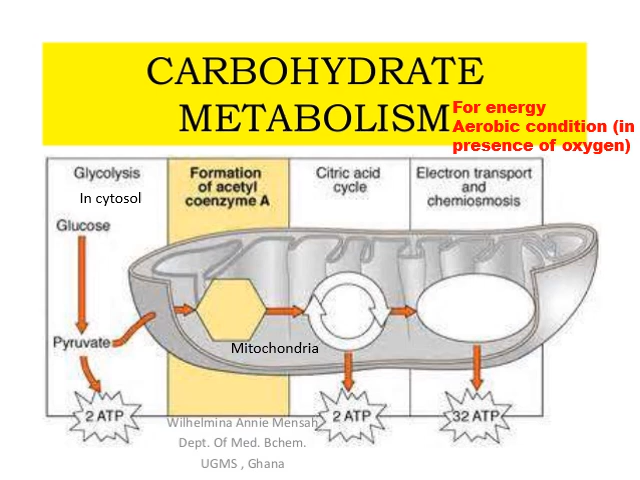 CARBOHYDRATE
METABOLISM
For energy
Aerobic condition (in
presence of oxygen)
Glycolysis
In cytosol
Formation
of acetyl
coenzyme A
Citric acid
cycle
Electron transport
and
chemiosmosis
Glucose
Pyruvate
Mitochondria
2 ATP
2 ATP
32 ATP
Wilhelmina Annie Mensah
Dept. Of Med. Bchem.
UGMS , Ghana